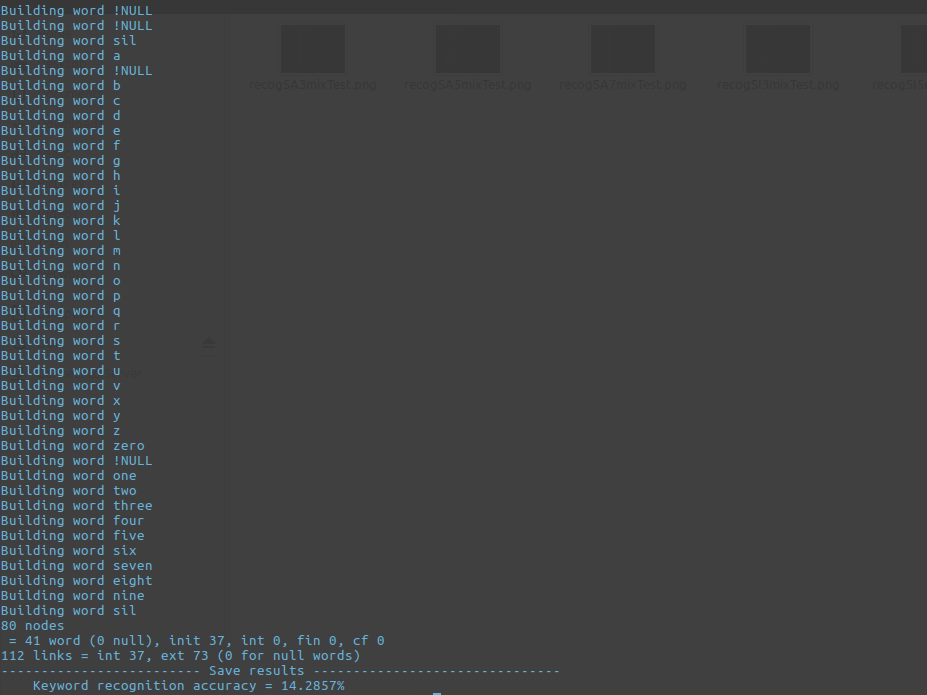 Building word !NULL
Building word !NULL
Building word sil
Building word a
Building word !NULL
Building word b
Building word c
Building word d
Building word e
Building word f
Building word g
Building word h
Building word i
Building word j
Building word k
Building word l
Building word m
Building word n
Building word o
Building word p
Building word q
Building word r
Building word s
Building word t
Building word u
Building word v
Building word x
Building word y
Building word z
Building word zero
Building word !NULL
Building word one
Building word two
Building word three
Building word four
Building word five
Building word six
Building word seven
Building word eight
Building word nine
Building word sil
80 nodes
 = 41 word (0 null), init 37, int 0, fin 0, cf 0
112 links = int 37, ext 73 (0 for null words)
------------------------- Save results -------------------------------
Keyword recognition accuracy = 14.2857%
recogSA3mixTest.png
recogSA5mixTest.png
recogSA7mixTest.png
recogSI3mixTest.png